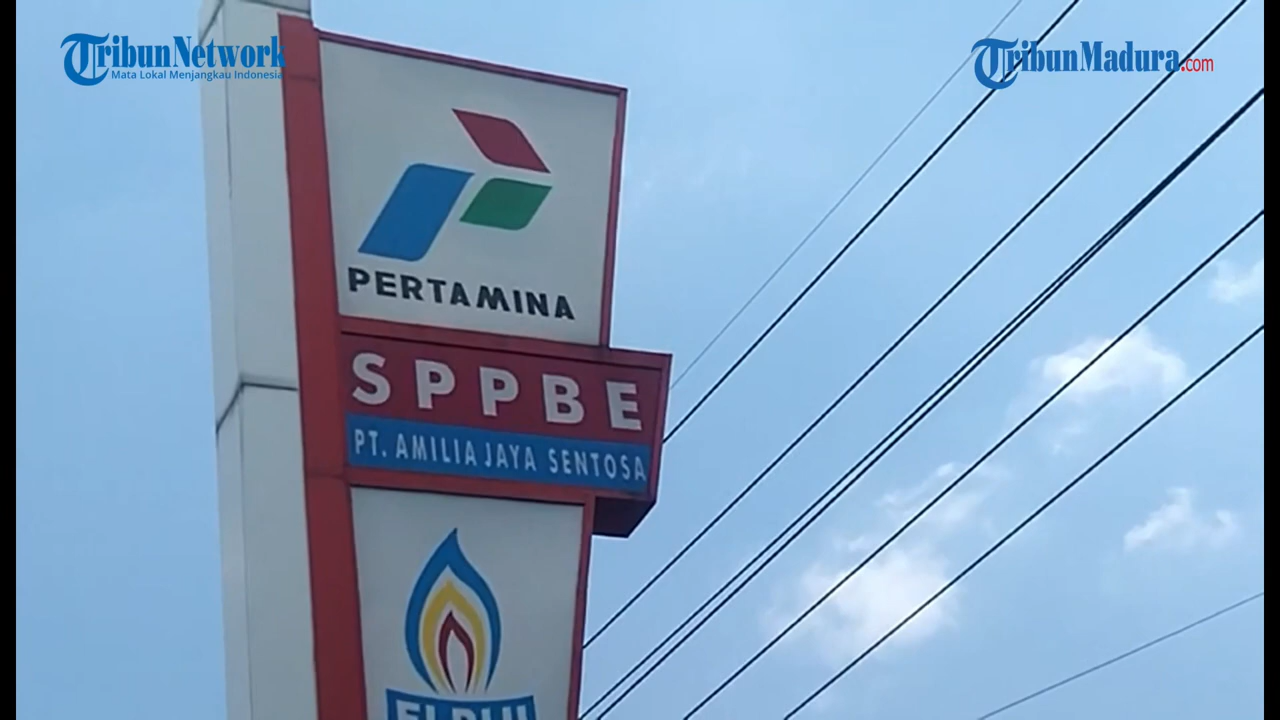 TribunNetwork
Mata Lokal Menjangkau Indonesia
TribunMadura.com
PERTAMINA
SPPBE
PT. AMILIA JAYA SENTOSA